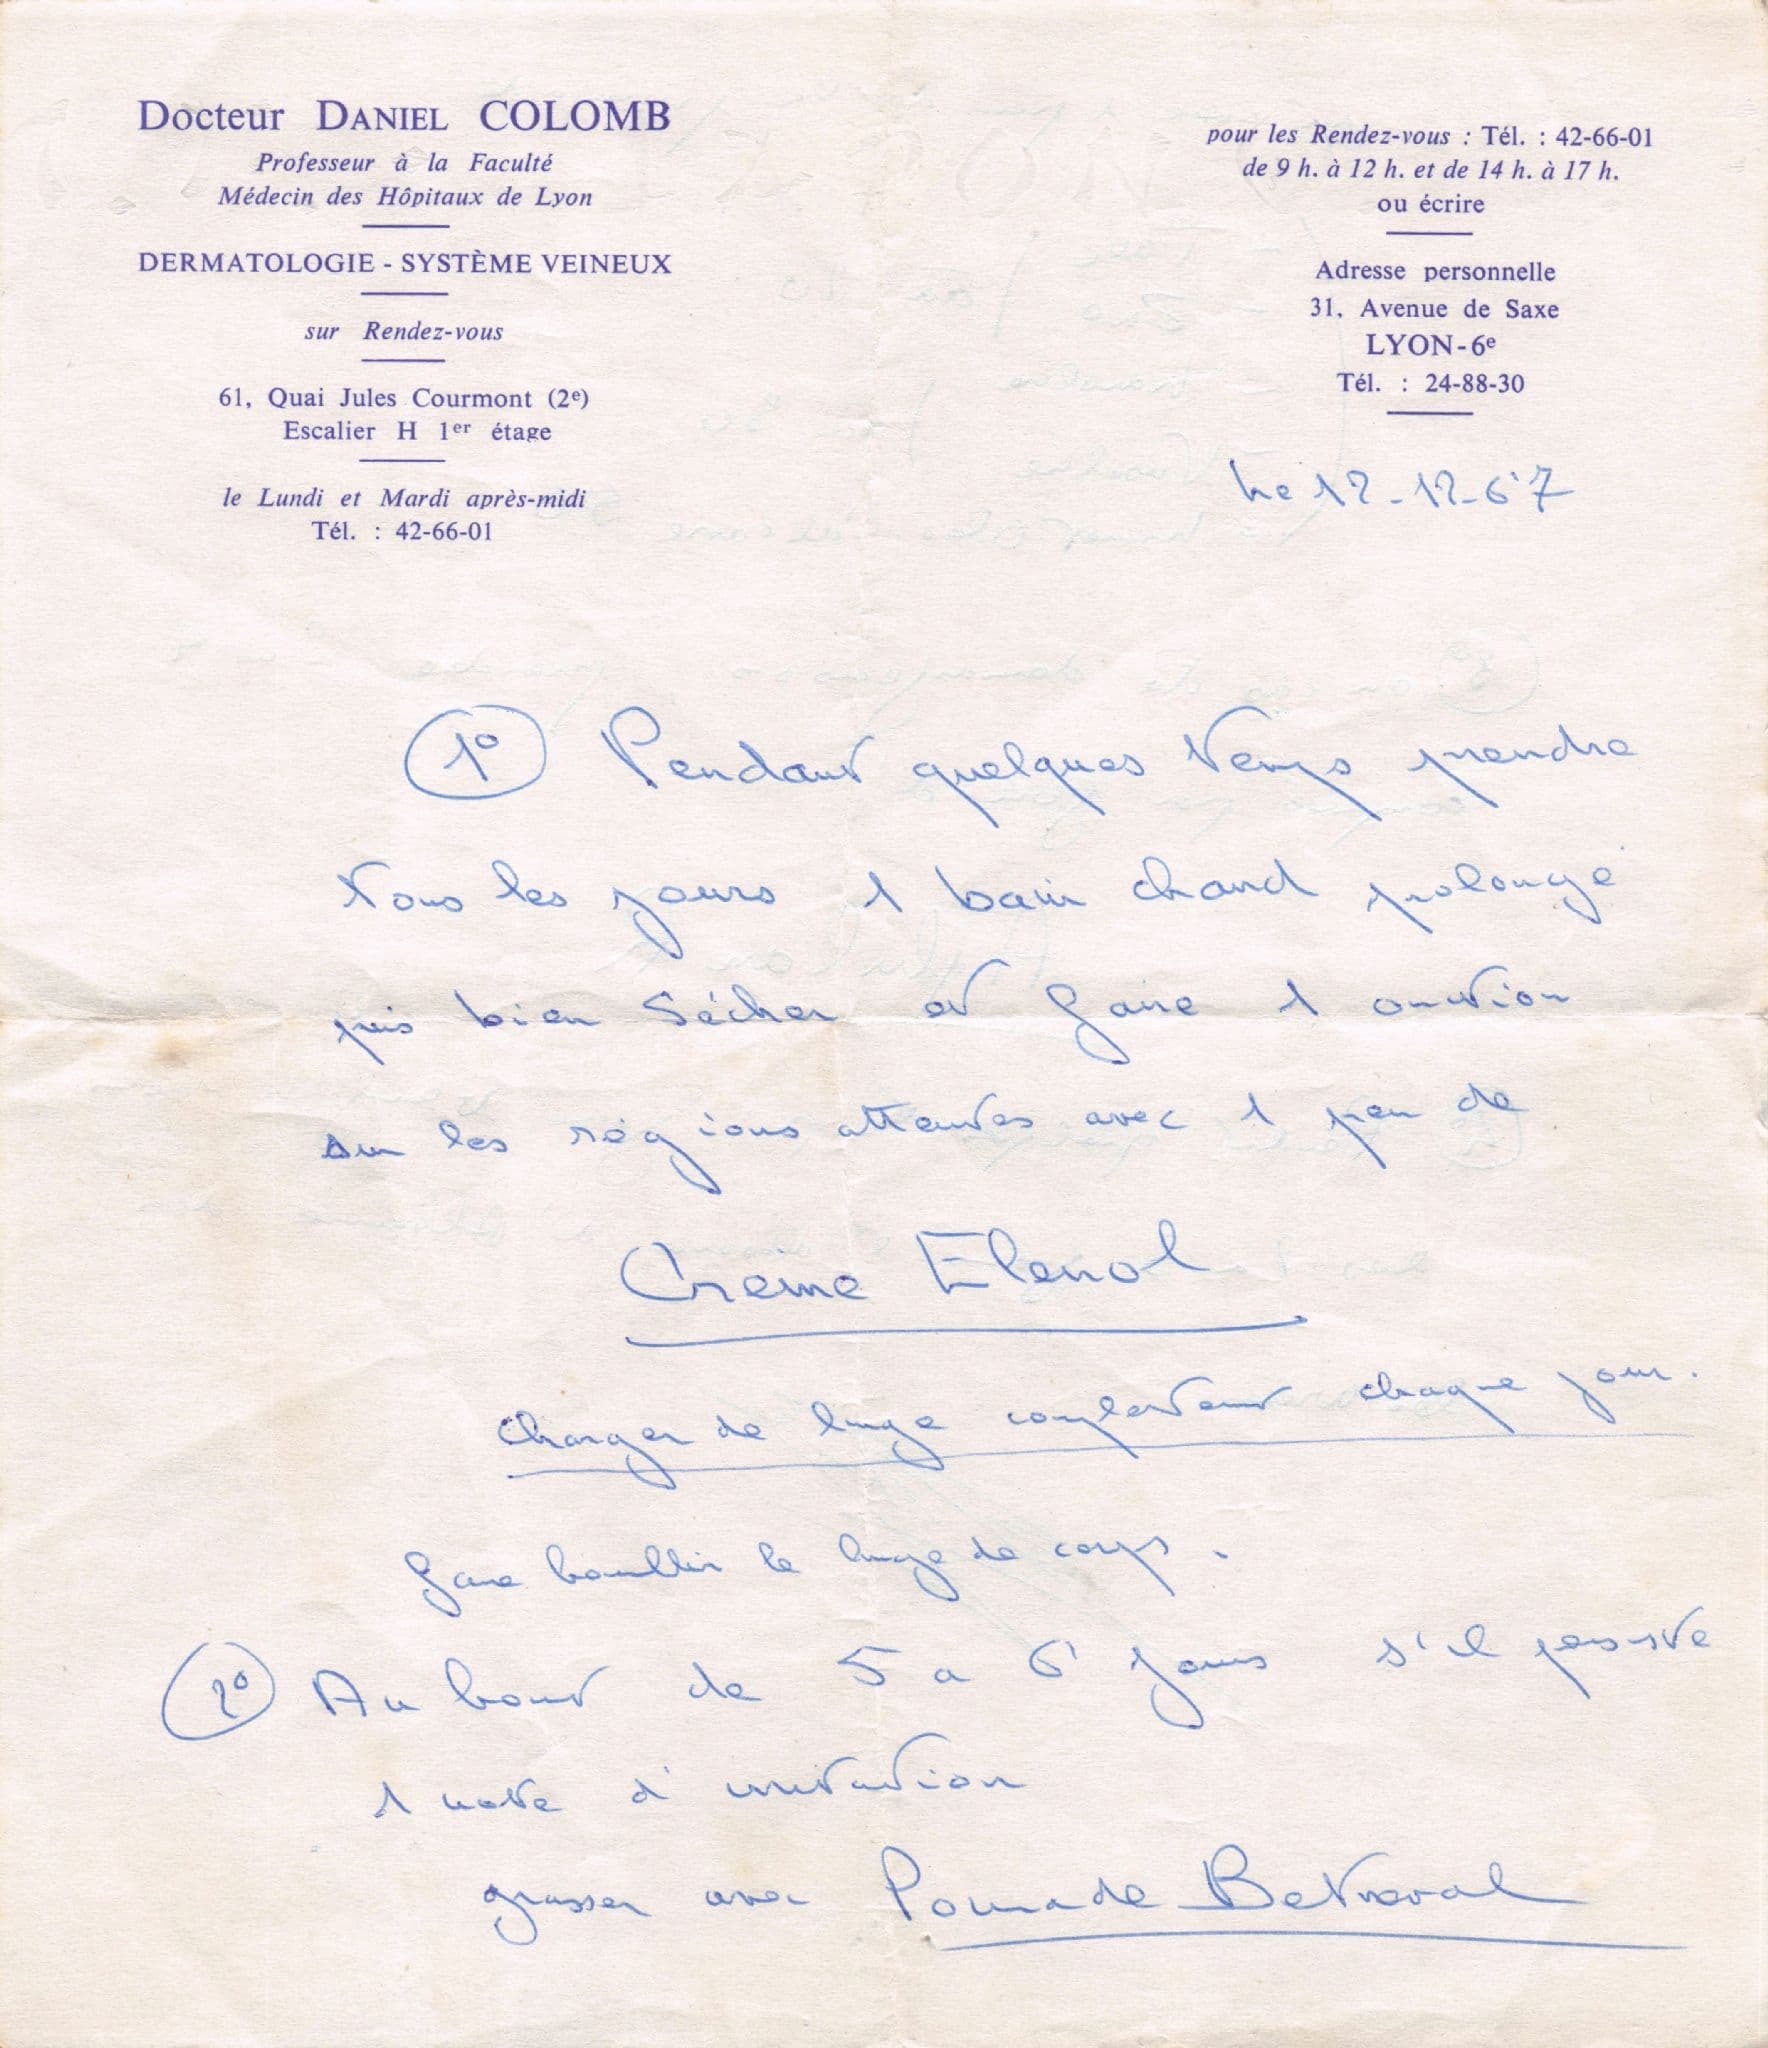 Docteur DANIEL COLOMB
Professeur à la Faculté
Médecin des Hôpitaux de Lyon
DERMATOLOGIE - SYSTÈME VEINEUX
sur Rendez-vous
61, Quai Jules Courmont (2e)
Escalier H 1er étage
le Lundi et Mardi après-midi
Tél. : 42-66-01
pour les Rendez-vous : Tél. : 42-66-01
de 9 h. à 12 h. et de 14 h. à 17 h.
ou écrire
Adresse personnelle
31, Avenue de Saxe
LYON-6e
Tél. : 24-88-30
le 12-12-67
1° Pendant quelques temps prendre
tous les jours 1 bain chaud prolongé
puis bien sécher et faire 1 onction
sur les régions atteintes avec 1 peu de
Crème Elenol
changer de linge complètement chaque jour.
faire bouillir le linge de corps.
2° Au bout de 5 a 6 jours s'il persiste
1 note d'irritation
graisser avec Pommade Betneval